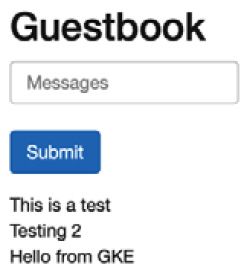 Guestbook
Messages
Submit
This is a test
Testing 2
Hello from GKE